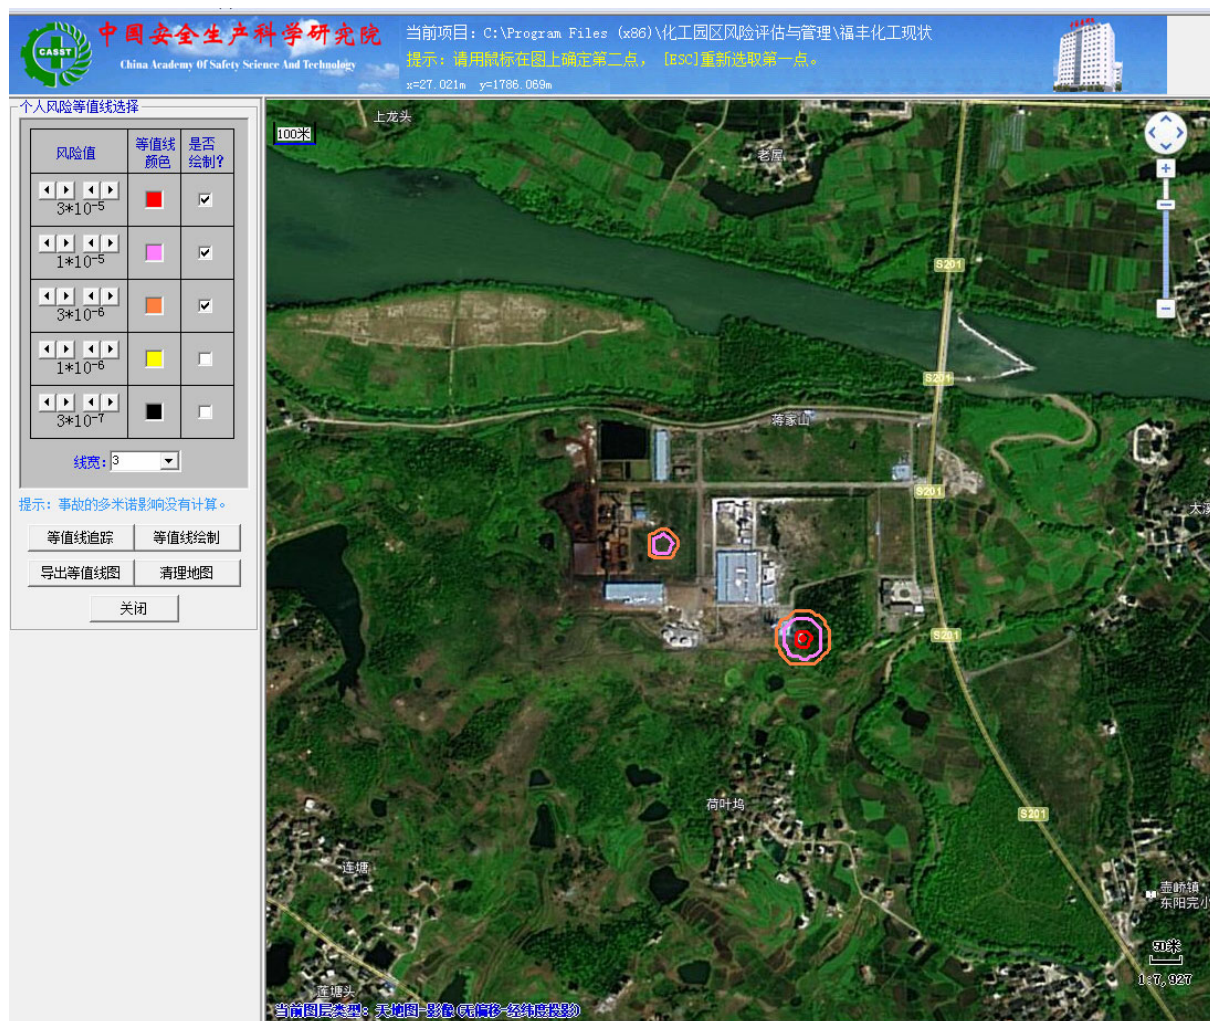 中国安全生产科学研究院
China Academy Of Safety Science And Technology
CASST
当前项目：C:\Program Files (x86)\化工园区风险评估与管理\福丰化工现状
提示：请用鼠标在图上确定第二点， [ESC]重新选取第一点。
x=27.021m y=1786.069m
个人风险等值线选择
风险值 等值线颜色 是否绘制?
3*10-5
1*10-5
3*10-6
1*10-6
3*10-7
线宽: 3
提示：事故的多米诺影响没有计算。
等值线追踪 等值线绘制
导出等值线图 清理地图
关闭
100米
上龙头
老屋
S201
S201
蒋家山
S201
大溪
S201
荷叶坞
S201
连塘
壶峤镇
东阳完小
莲塘头
50米
1:7,927
当前图层类型：天地图-影像(无偏移-经纬度投影)